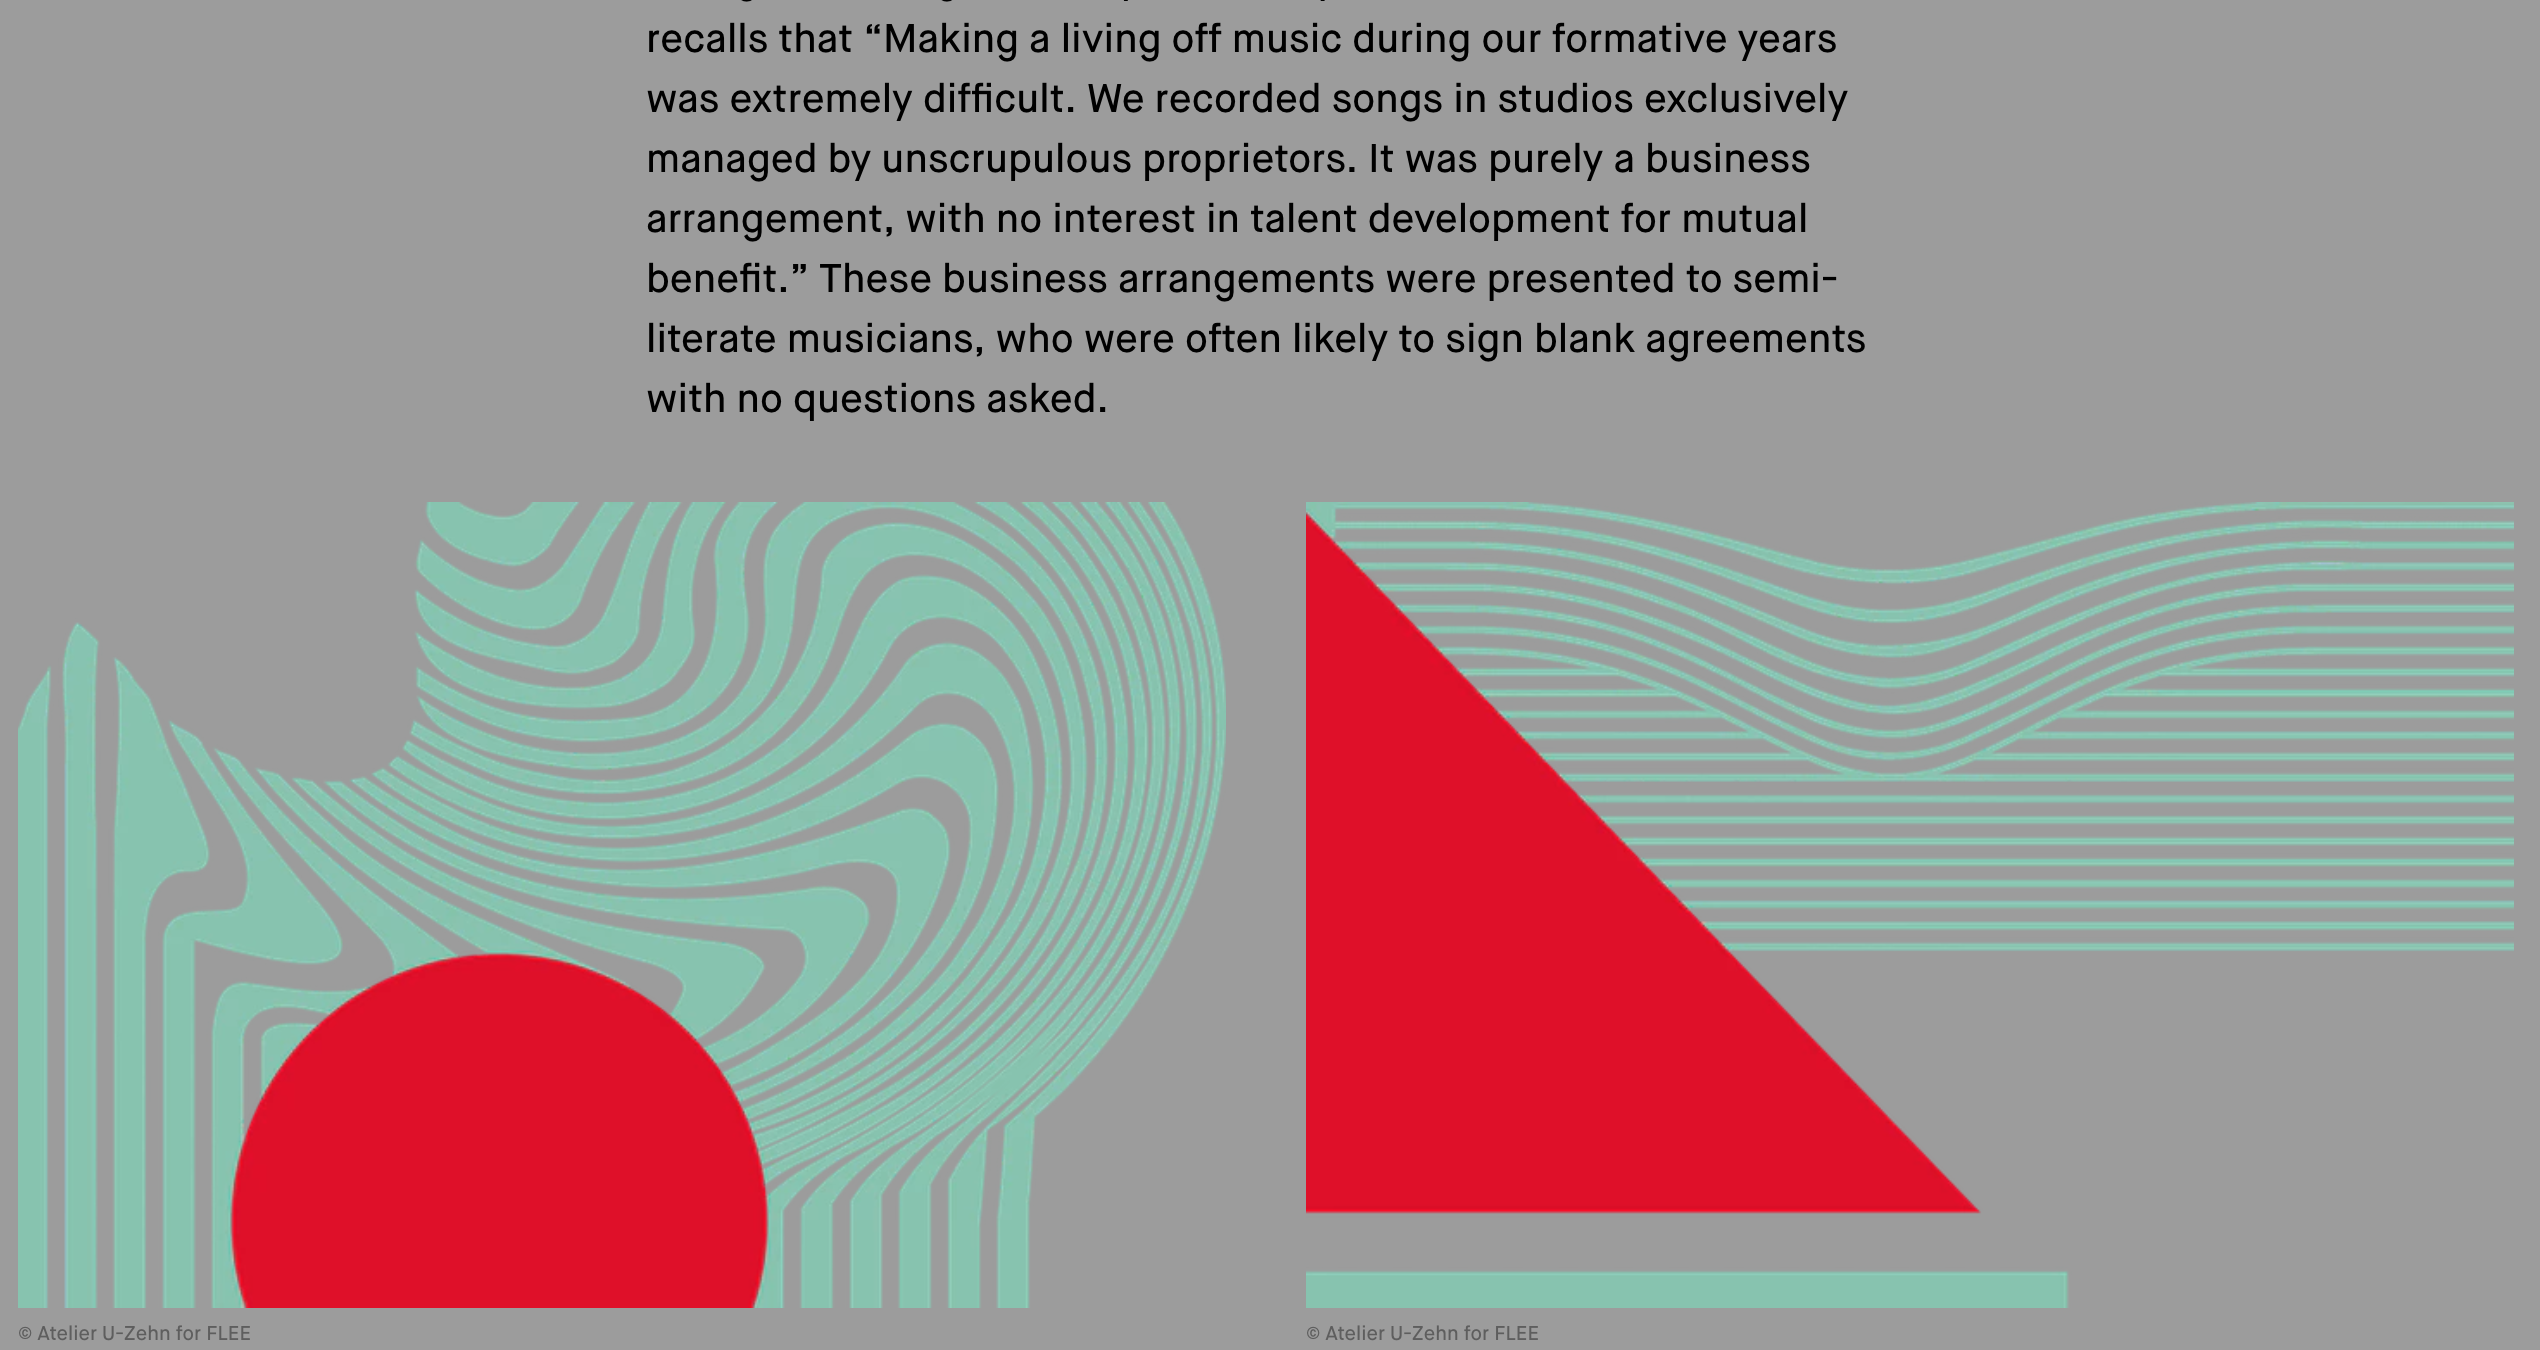 recalls that “Making a living off music during our formative years
was extremely difficult. We recorded songs in studios exclusively
managed by unscrupulous proprietors. It was purely a business
arrangement, with no interest in talent development for mutual
benefit.” These business arrangements were presented to semi-
literate musicians, who were often likely to sign blank agreements
with no questions asked.
© Atelier U-Zehn for FLEE
© Atelier U-Zehn for FLEE